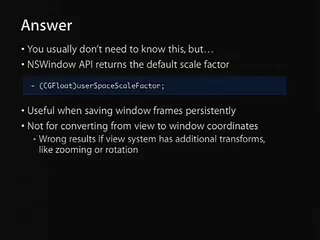 Answer
• You usually don't need to know this, but…
• NSWindow API returns the default scale factor
- (CGFloat)userSpaceScaleFactor;
• Useful when saving window frames persistently
• Not for converting from view to window coordinates
• Wrong results if view system has additional transforms,
like zooming or rotation